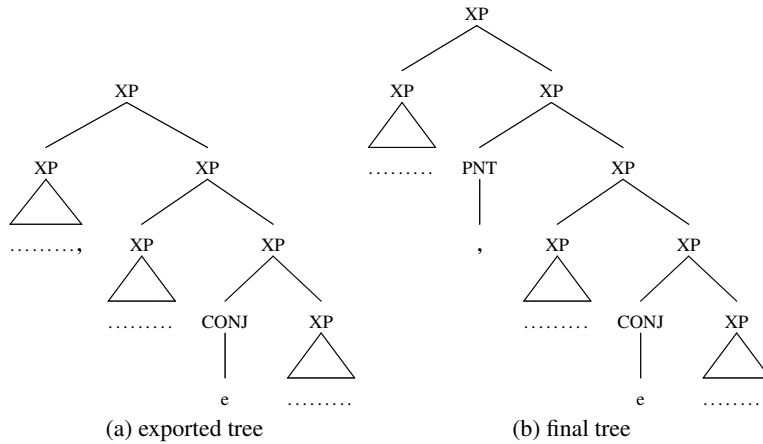 XP
XP
XP XP
XP XP
......... PNT XP
.........,
XP XP
, XP XP
......... CONJ XP
......... CONJ XP
e .........
e .........
(a) exported tree (b) final tree